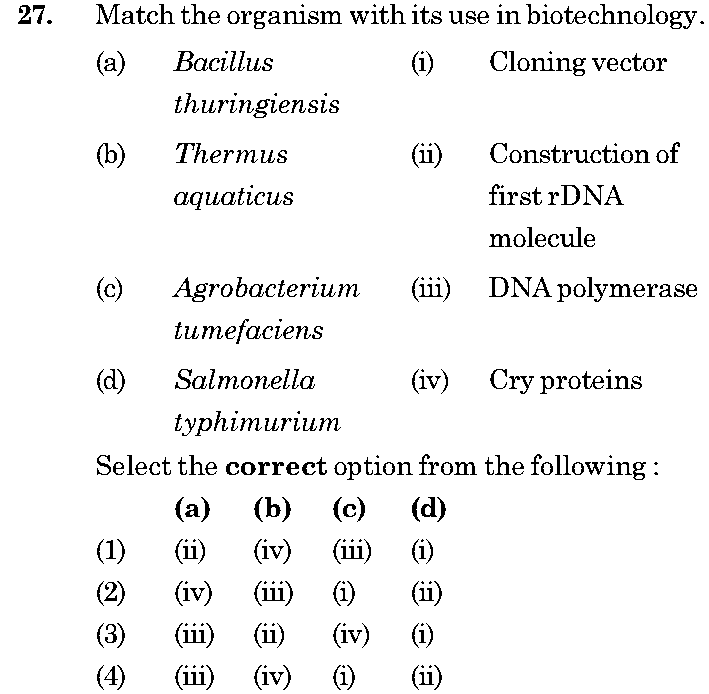 27. Match the organism with its use in biotechnology.
(a) Bacillus (i) Cloning vector
thuringiensis
(b) Thermus (ii) Construction of
aquaticus first rDNA
molecule
(c) Agrobacterium (iii) DNA polymerase
tumefaciens
(d) Salmonella (iv) Cry proteins
typhimurium
Select the correct option from the following :
(a) (b) (c) (d)
(1) (ii) (iv) (iii) (i)
(2) (iv) (iii) (i) (ii)
(3) (iii) (ii) (iv) (i)
(4) (iii) (iv) (i) (ii)